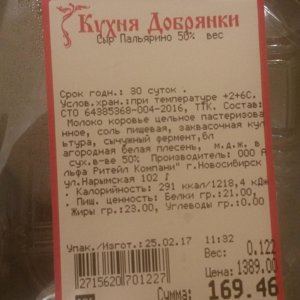 Кухня Добрянки
Сыр Пальярино 50% вес
Срок годн.: 30 суток .
Услов.хран.:при температуре +2+6С.
СТО 64385368-004-2016, ТТК. Состав:
Молоко коровье цельное пастеризова
нное, соль пищевая, заквасочная кул
ьтура, сычужный фермент,бл
агородная белая плесень, м.д.ж. в
сух.в-ве 50% Производитель: ООО
льфа Ритейл Компани" г.Новосибирск
ул.Нарымская 102
. Калорийность: 291 ккал/1218,4 кДж
. Пищ. ценность: Белки гр:21.00,
Жиры гр.:23.00, Углеводы гр.:0.00
Упак./Изгот.:25.02.17 11:32
Вес: 0.122
Цена: 1389.00
2715620701227
Сумма: 169.46